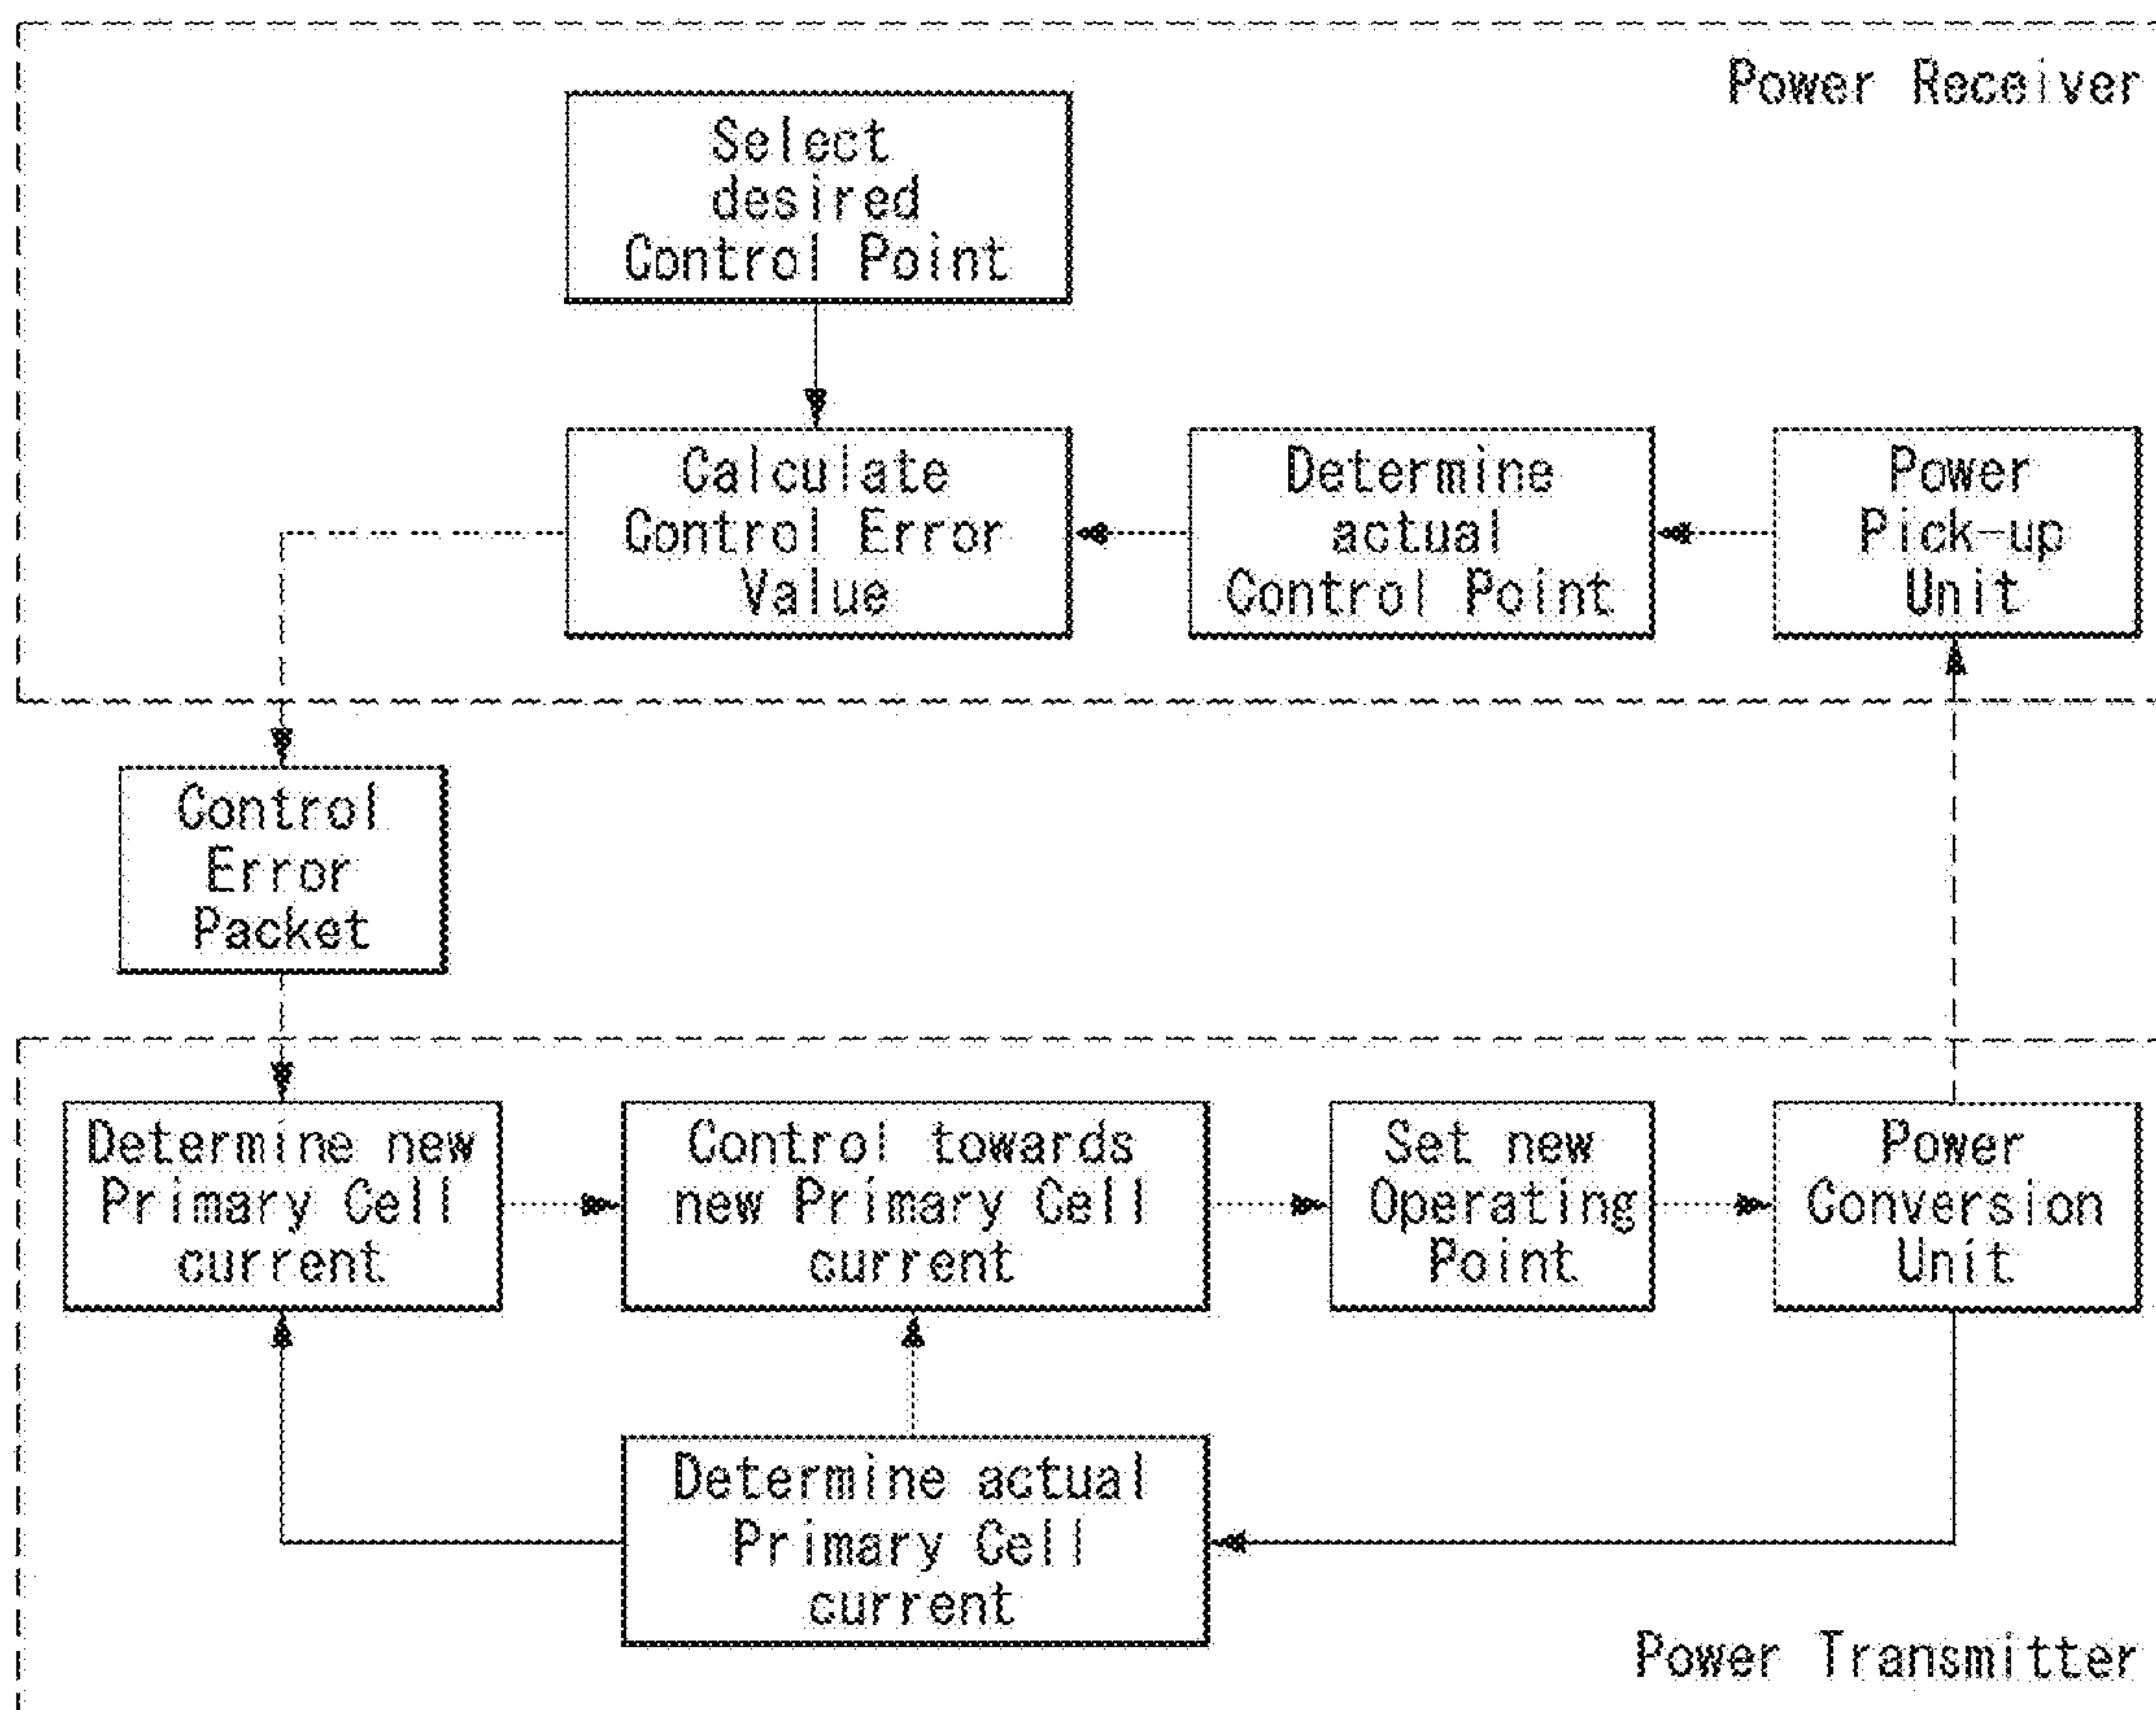 Power Receiver
Select
desired
Control Point
Calculate
Control Error
Value
Determine
actual
Control Point
Power
Pick-up
Unit
Control
Error
Packet
Determine new
Primary Cell
current
Control towards
new Primary Cell
current
Set new
Operating
Point
Power
Conversion
Unit
Determine actual
Primary Cell
current
Power Transmitter